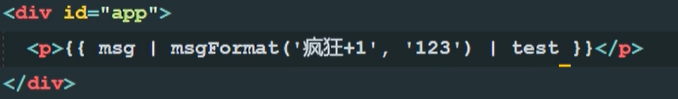 <div id="app">
<p>{{ msg | msgFormat('疯狂+1', '123') | test }}</p>
</div>